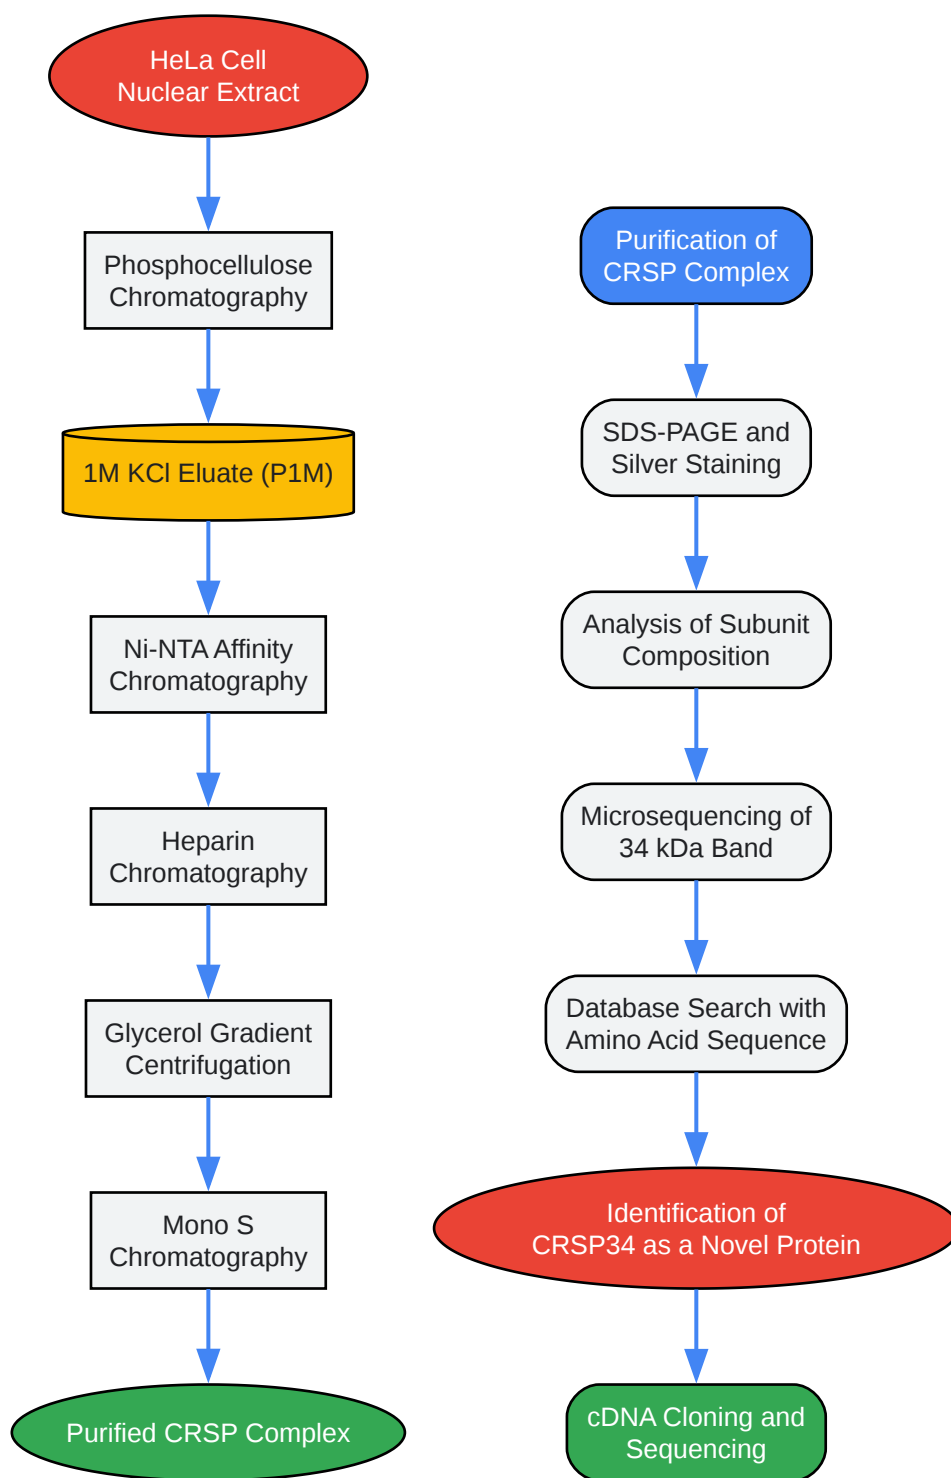 HeLa Cell
Nuclear Extract
Phosphocellulose
Chromatography
1M KCl Eluate (P1M)
Ni-NTA Affinity
Chromatography
Heparin
Chromatography
Glycerol Gradient
Centrifugation
Mono S
Chromatography
Purified CRSP Complex
Purification of
CRSP Complex
SDS-PAGE and
Silver Staining
Analysis of Subunit
Composition
Microsequencing of
34 kDa Band
Database Search with
Amino Acid Sequence
Identification of
CRSP34 as a Novel Protein
cDNA Cloning and
Sequencing